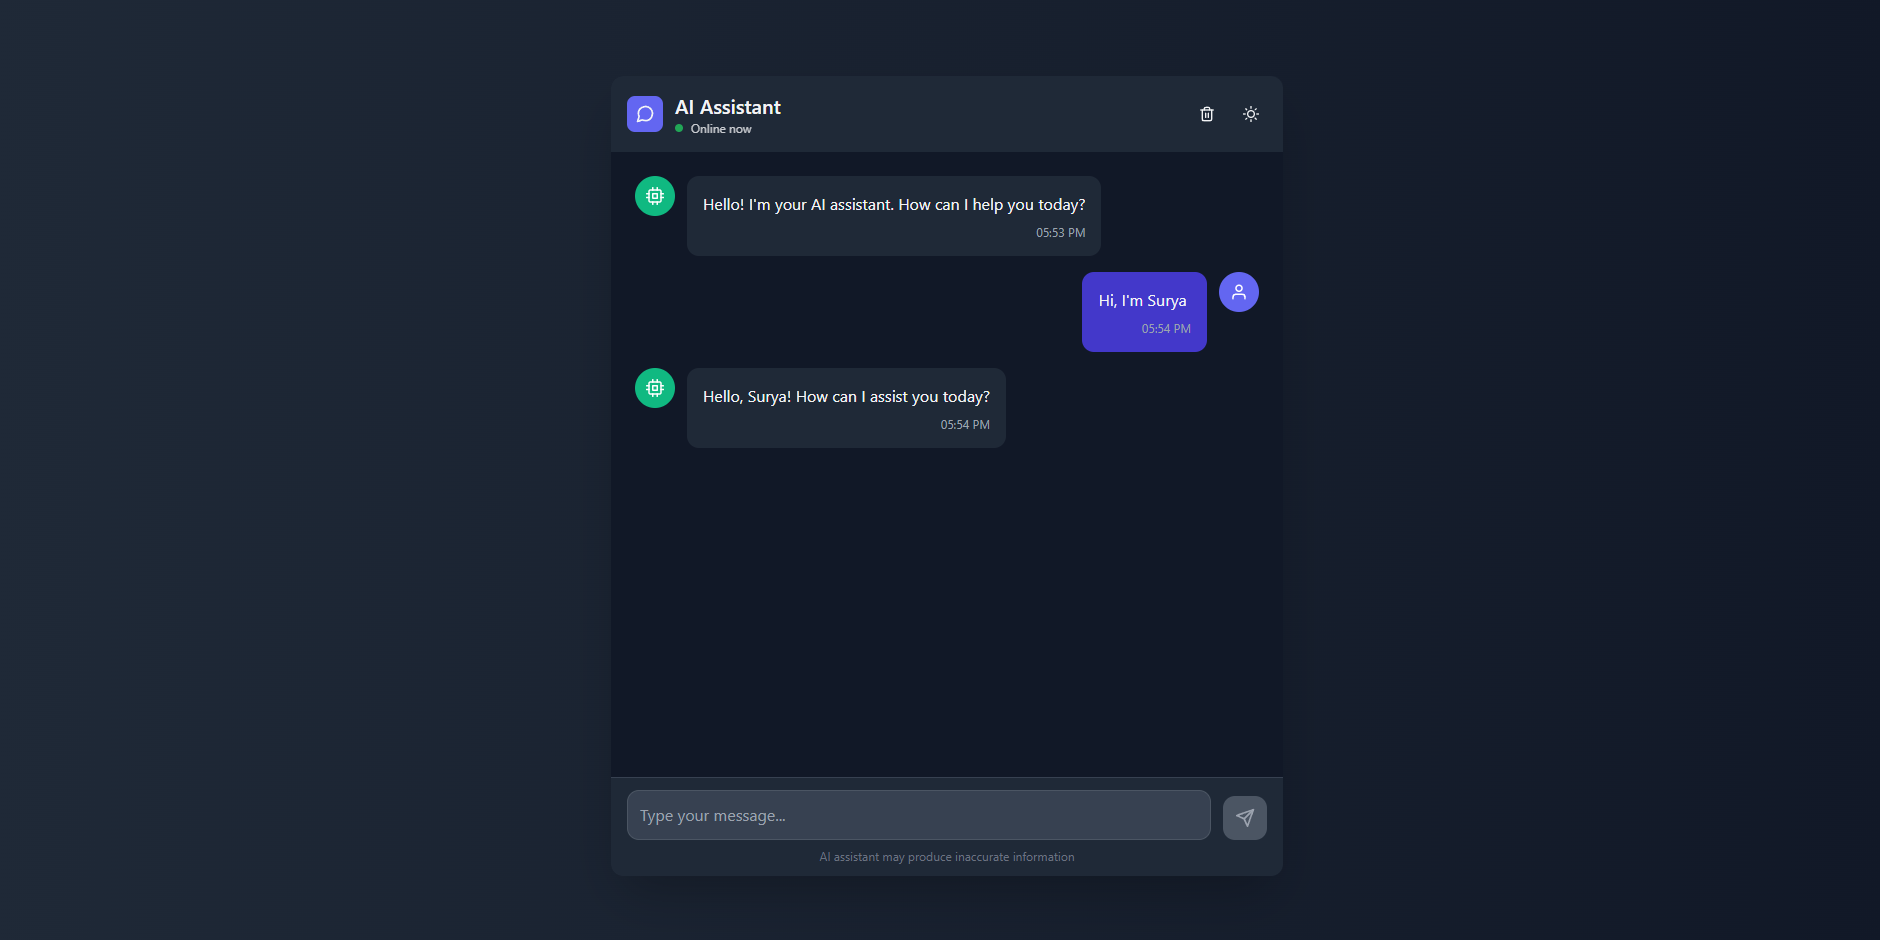 AI Assistant
Online now
Hello! I'm your AI assistant. How can I help you today?
05:53 PM
Hi, I'm Surya
05:54 PM
Hello, Surya! How can I assist you today?
05:54 PM
Type your message...
AI assistant may produce inaccurate information